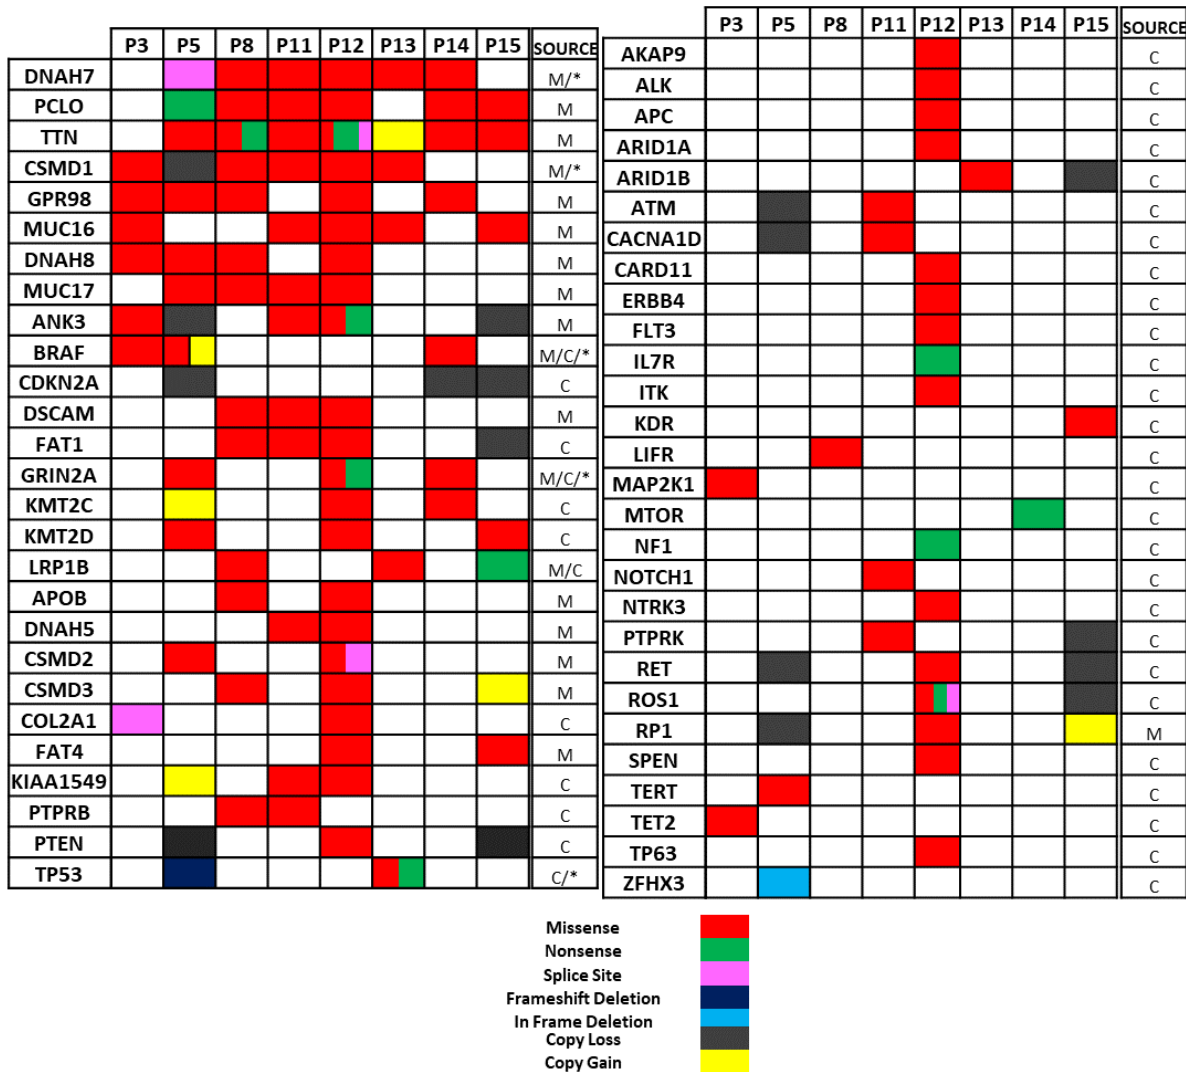 P3 P5 P8 P11 P12 P13 P14 P15 SOURCE
DNAH7 M/*
PCLO M
TTN M
CSMD1 M/*
GPR98 M
MUC16 M
DNAH8 M
MUC17 M
ANK3 M
BRAF M/C/*
CDKN2A C
DSCAM M
FAT1 C
GRIN2A M/C/*
KMT2C C
KMT2D C
LRP1B M/C
APOB M
DNAH5 M
CSMD2 M
CSMD3 M
COL2A1 C
FAT4 M
KIAA1549 C
PTPRB C
PTEN C
TP53 C/*
P3 P5 P8 P11 P12 P13 P14 P15 SOURCE
AKAP9 C
ALK C
APC C
ARID1A C
ARID1B C
ATM C
CACNA1D C
CARD11 C
ERBB4 C
FLT3 C
IL7R C
ITK C
KDR C
LIFR C
MAP2K1 C
MTOR C
NF1 C
NOTCH1 C
NTRK3 C
PTPRK C
RET C
ROS1 C
RP1 M
SPEN C
TERT C
TET2 C
TP63 C
ZFHX3 C
Missense
Nonsense
Splice Site
Frameshift Deletion
In Frame Deletion
Copy Loss
Copy Gain